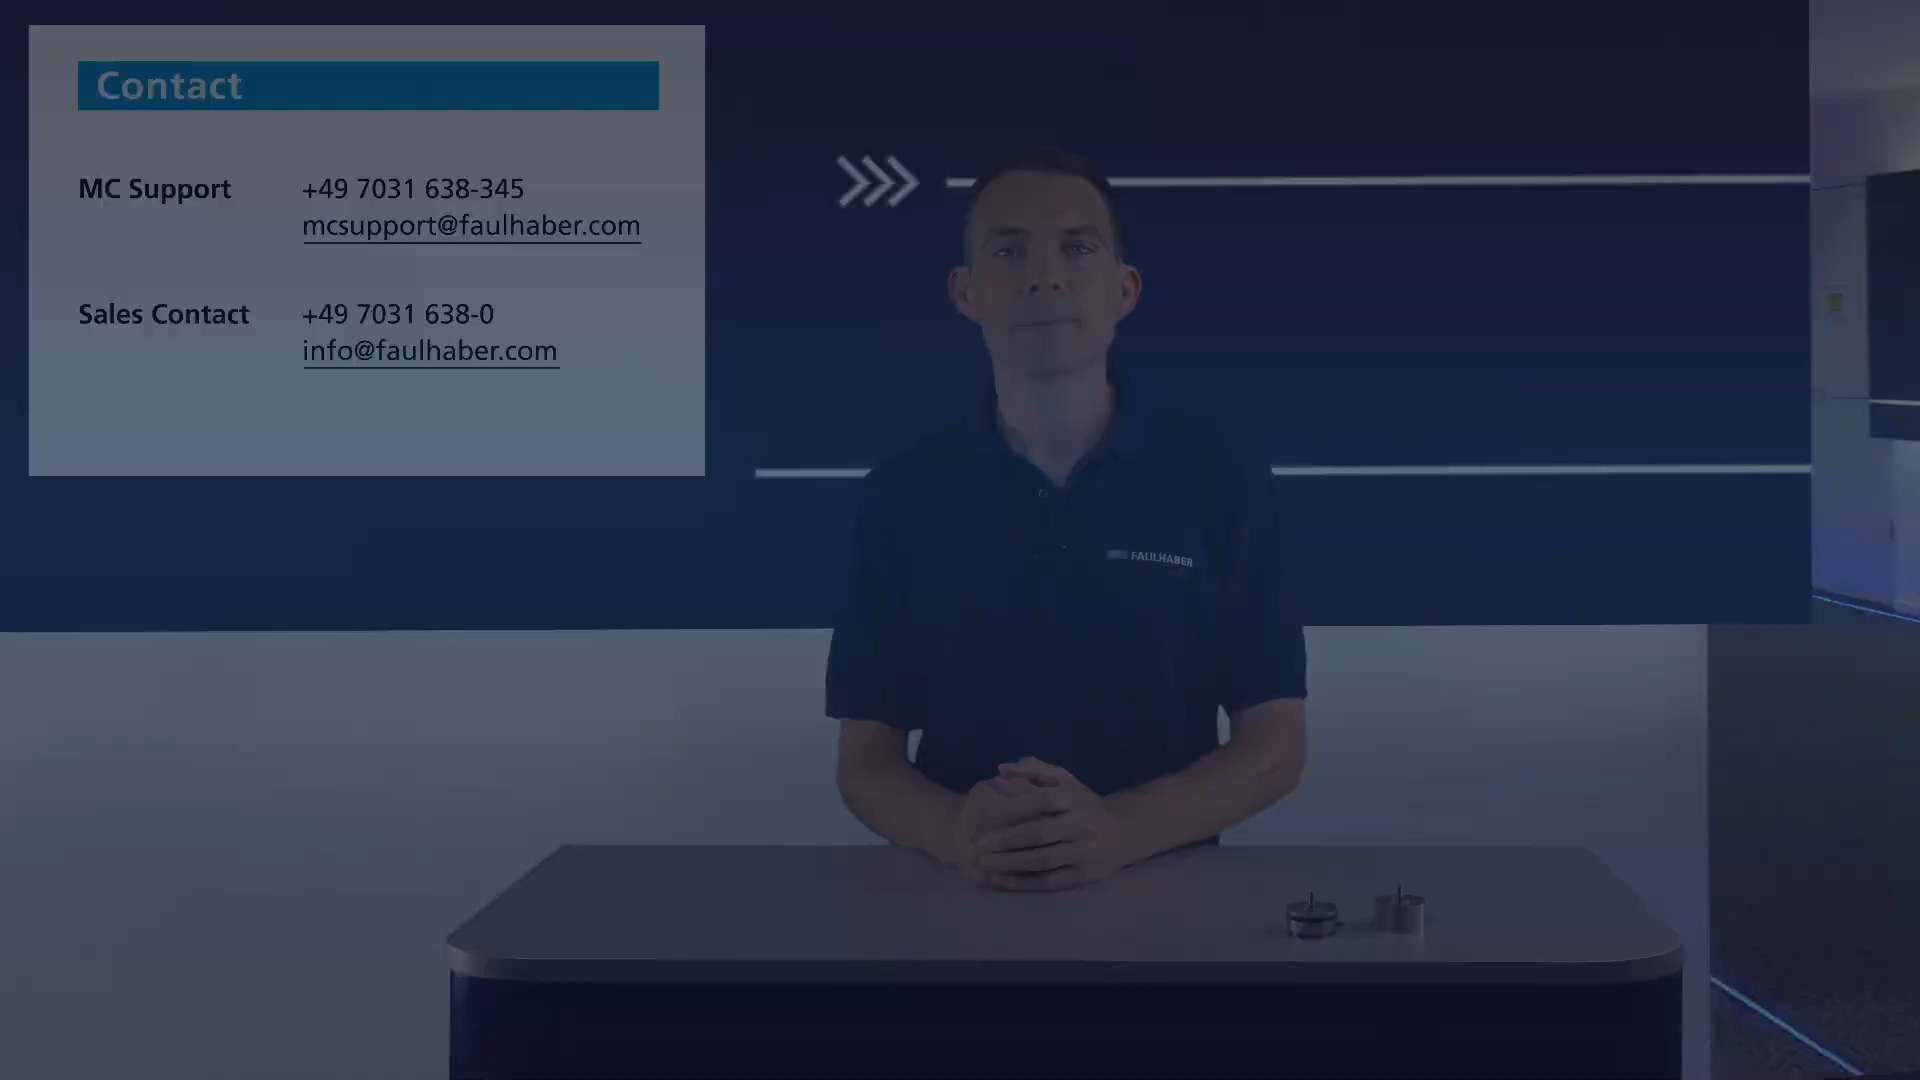 Contact
MC Support +49 7031 638-345
mcsupport@faulhaber.com
Sales Contact +49 7031 638-0
info@faulhaber.com
FAULHABER